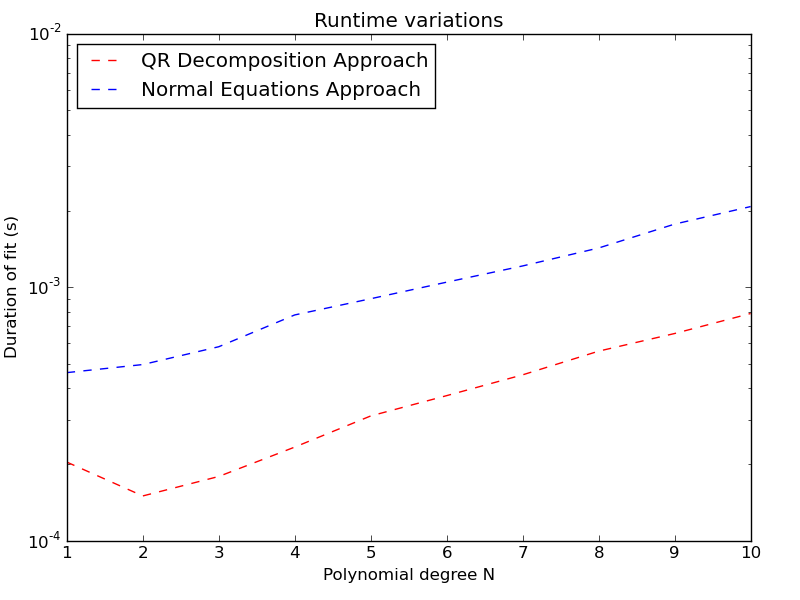 Runtime variations
10^-2
QR Decomposition Approach
Normal Equations Approach
Duration of fit (s)
10^-3
10^-4
1 2 3 4 5 6 7 8 9 10
Polynomial degree N